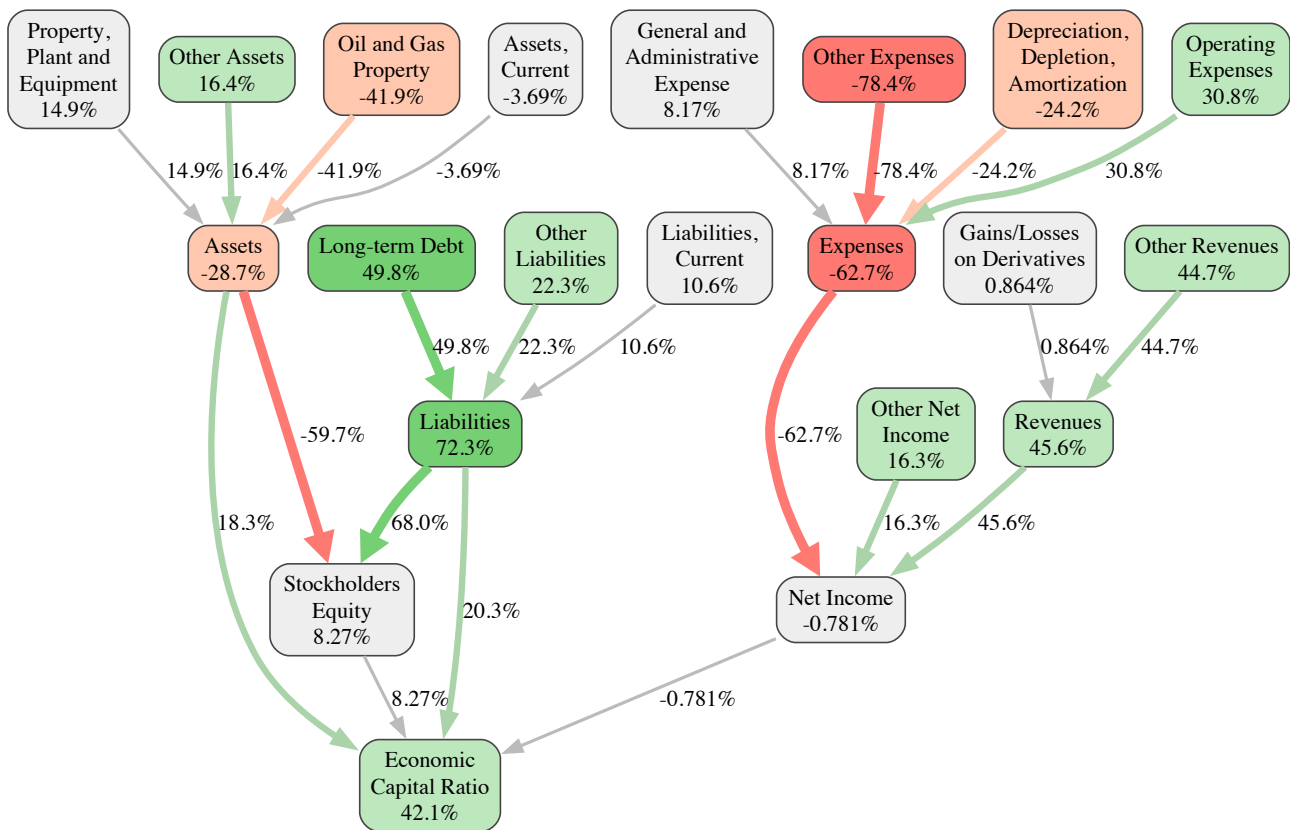 Property,
Plant and
Equipment
14.9%
Other Assets
16.4%
Oil and Gas
Property
-41.9%
Assets,
Current
-3.69%
General and
Administrative
Expense
8.17%
Other Expenses
-78.4%
Depreciation,
Depletion,
Amortization
-24.2%
Operating
Expenses
30.8%
14.9%
16.4%
-41.9%
-3.69%
8.17%
-78.4%
-24.2%
30.8%
Assets
-28.7%
Long-term Debt
49.8%
Other
Liabilities
22.3%
Liabilities,
Current
10.6%
Expenses
-62.7%
Gains/Losses
on Derivatives
0.864%
Other Revenues
44.7%
49.8%
22.3%
10.6%
0.864%
44.7%
Liabilities
72.3%
Other Net
Income
16.3%
Revenues
45.6%
-59.7%
-62.7%
18.3%
68.0%
16.3%
45.6%
Stockholders
Equity
8.27%
20.3%
Net Income
-0.781%
8.27%
-0.781%
Economic
Capital Ratio
42.1%